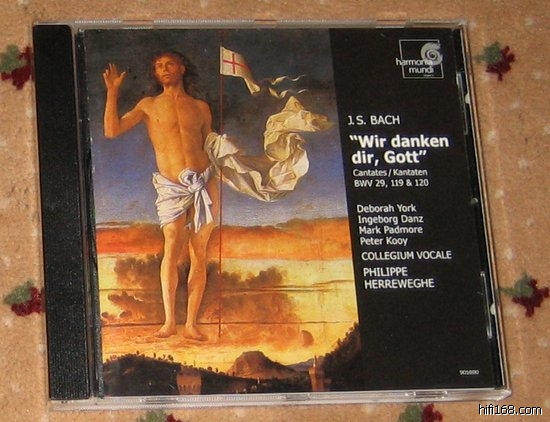 harmonia
mundi
J.S. BACH
"Wir danken
dir, Gott"
Cantates / Kantaten
BWV 29, 119 & 120
Deborah York
Ingeborg Danz
Mark Padmore
Peter Kooy
COLLEGIUM VOCALE
PHILIPPE
HERREWEGHE
901690
hifi168.com